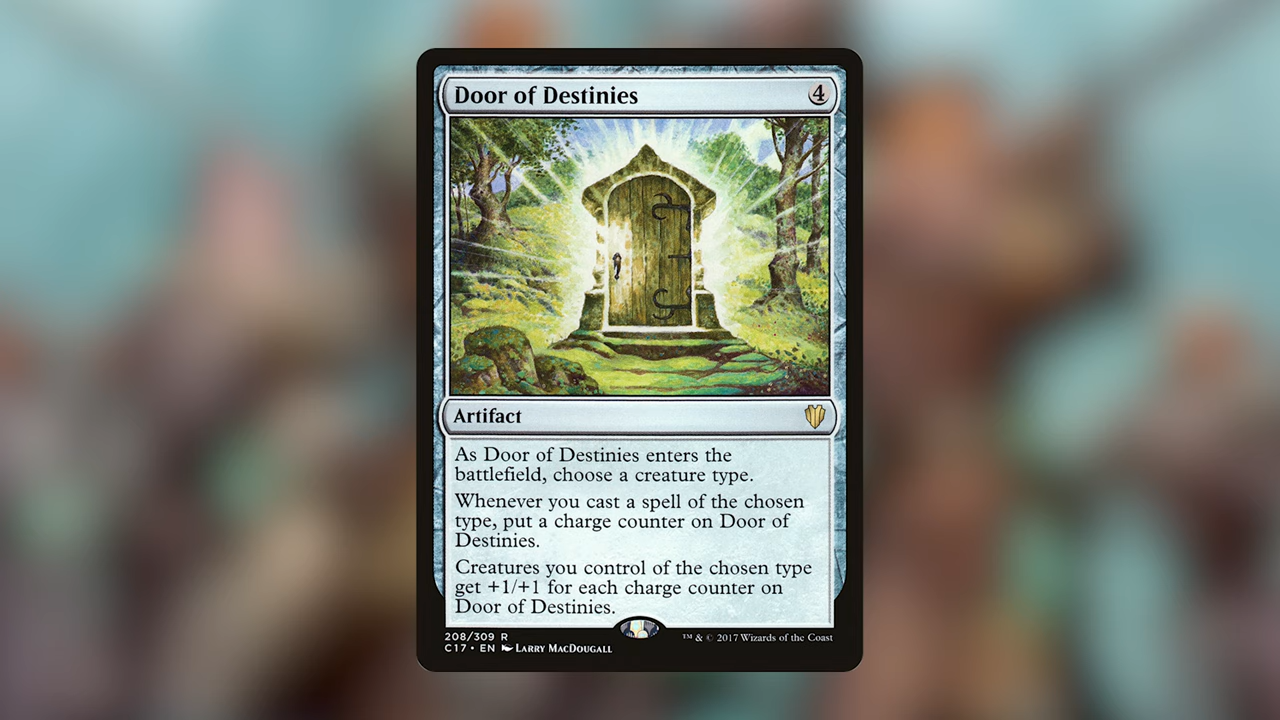 Door of Destinies 4
Artifact
As Door of Destinies enters the
battlefield, choose a creature type.
Whenever you cast a spell of the chosen
type, put a charge counter on Door of
Destinies.
Creatures you control of the chosen type
get +1/+1 for each charge counter on
Door of Destinies.
208/309 R
™ & © 2017 Wizards of the Coast
C17 • EN Larry MacDougall